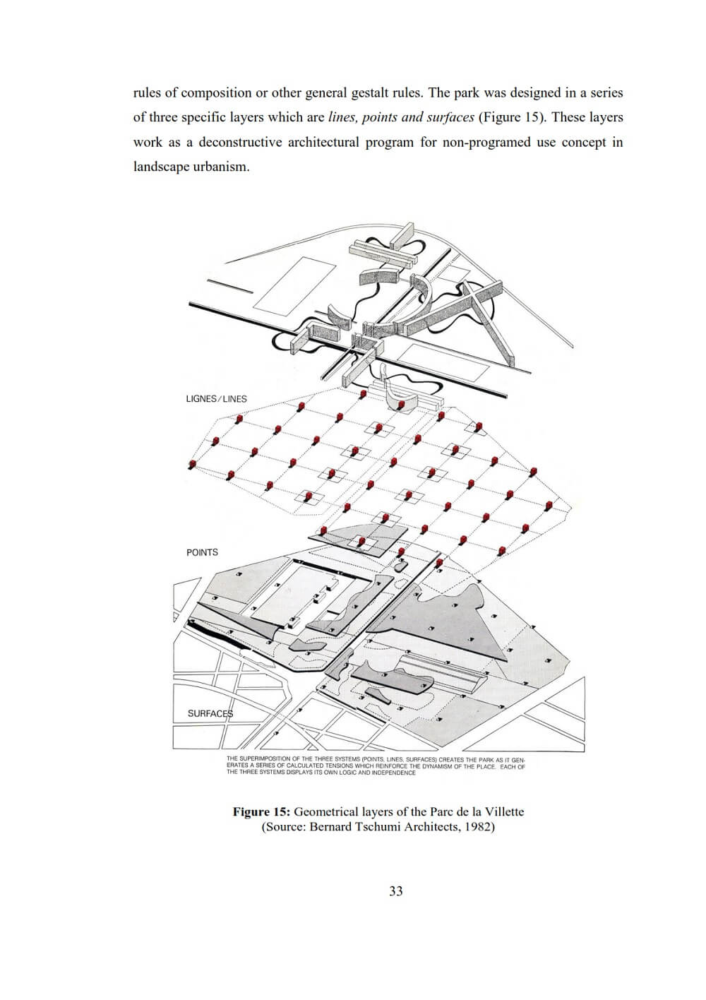 rules of composition or other general gestalt rules. The park was designed in a series
of three specific layers which are lines, points and surfaces (Figure 15). These layers
work as a deconstructive architectural program for non-programed use concept in
landscape urbanism.
LIGNES/LINES
POINTS
SURFACES
THE SUPERIMPOSITION OF THE THREE SYSTEMS (POINTS, LINES, SURFACES) CREATES THE PARK AS IT GEN-
ERATES A SERIES OF CALCULATED TENSIONS WHICH REINFORCE THE DYNAMISM OF THE PLACE. EACH OF
THE THREE SYSTEMS DISPLAYS ITS OWN LOGIC AND INDEPENDENCE
Figure 15: Geometrical layers of the Parc de la Villette
(Source: Bernard Tschumi Architects, 1982)
33